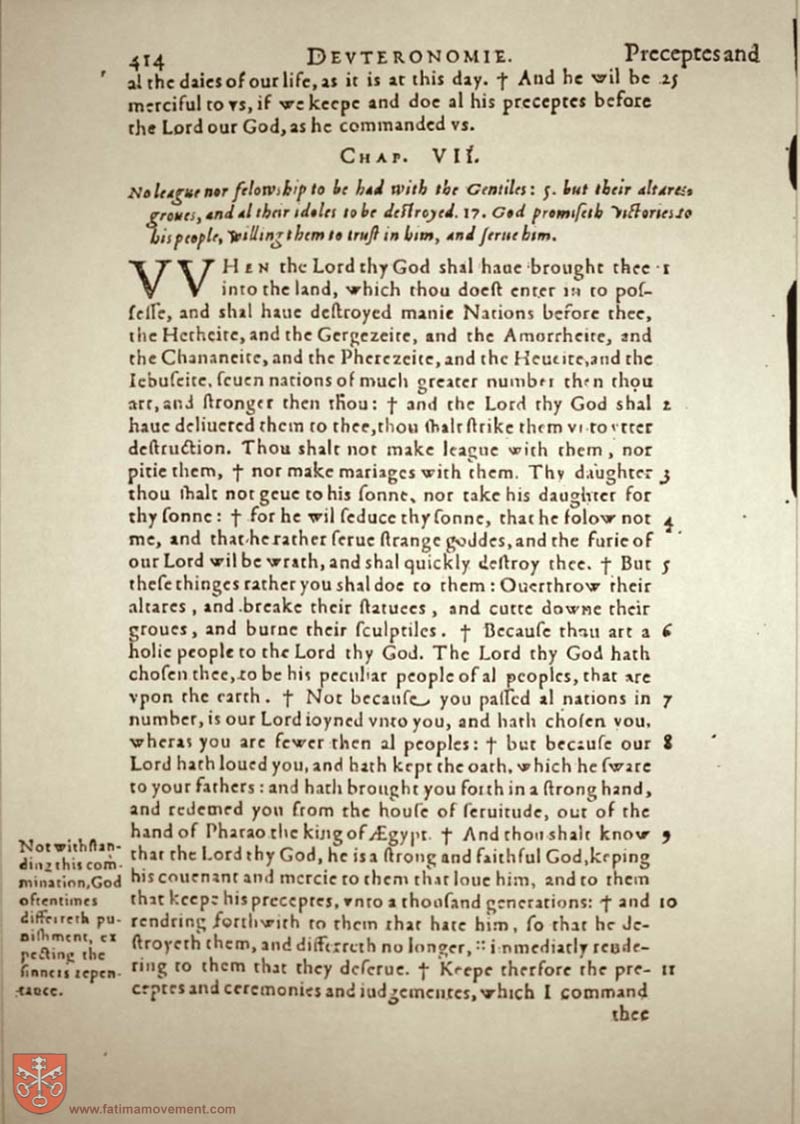 414 DEVTERONOMIE. Preceptes and
al the daies of our life, as it is at this day. † And he wil be 25
merciful to vs, if we keepe and doe al his preceptes before
the Lord our God, as he commanded vs.
CHAP. VII.
No league nor felowſhip to be had with the Gentiles: 5. but their altares,
groues, and al their idoles to be deſtroyed. 17. God promiſeth victories to
his people, willing them to truſt in him, and ſerue him.
VVHEN the Lord thy God shal haue brought thee 1
into the land, which thou doeſt enter in to poſ-
ſeſſe, and shal haue deſtroyed manie Nations before thee,
the Hetheite, and the Gergezeite, and the Amorrheite, and
the Chananeite, and the Pherezeite, and the Heueite, and the
Iebuſeite, ſeuen nations of much greater number then thou
art, and ſtronger then thou: † and the Lord thy God shal 2
haue deliuered them to thee, thou ſhalt ſtrike them vnto vtter
deſtruction. Thou shalt not make league with them, nor
pitie them, † nor make mariages with them. Thy daughter 3
thou ſhalt not geue to his ſonne, nor take his daughter for
thy ſonne: † for he wil ſeduce thy ſonne, that he folow not 4
me, and that he rather ſerue ſtrange goddes, and the furie of
our Lord wil be wrath, and shal quickly deſtroy thee. † But 5
theſe thinges rather you shal doe to them: Ouerthrow their
altares, and breake their ſtatuees, and cutte downe their
groues, and burne their ſculptiles. † Becauſe thou art a 6
holie people to the Lord thy God. The Lord thy God hath
choſen thee, to be his peculiar people of al peoples, that are
vpon the earth. † Not becauſe you paſſed al nations in 7
number, is our Lord ioyned vnto you, and hath choſen you,
wheras you are fewer then al peoples: † but becauſe our 8
Lord hath loued you, and hath kept the oath, which he ſware
to your fathers: and hath brought you forth in a ſtrong hand,
and redemed you from the houſe of ſeruitude, out of the
hand of Pharao the king of Ægypt. † And thou shalt know 9
that the Lord thy God, he is a ſtrong and faithful God, keping
his couenant and mercie to them that loue him, and to them
that keepe his preceptes, vnto a thouſand generations: † and 10
rendring forthwith to them that hate him, ſo that he de-
ſtroyeth them, and differreth no longer, :: immediatly rende-
ring to them that they deſerue. † Keepe therfore the pre- 11
ceptes and ceremonies and iudgementes, which I command
thee
Notwithſtan-
ding this com-
mination, God
oftentimes
differreth pu-
niſhment, ex
pecting the
ſinners repen-
tance.
www.fatimamovement.com